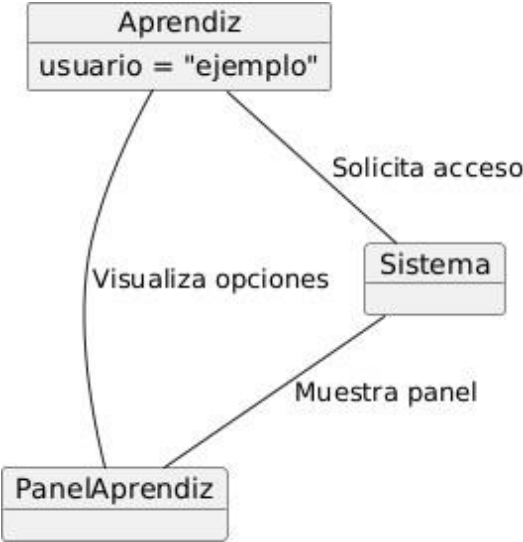 Aprendiz
usuario = "ejemplo"
Solicita acceso
Sistema
Visualiza opciones
Muestra panel
PanelAprendiz